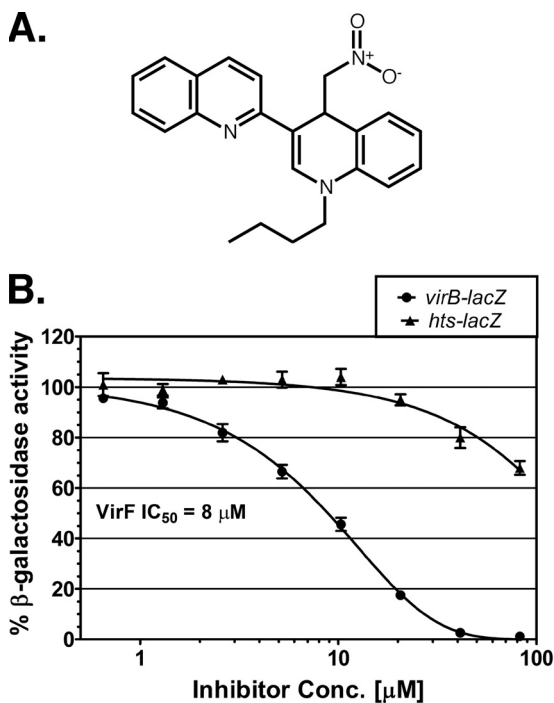 A.
O
N+
O-
N
N
B.
virB-lacZ
hts-lacZ
120
100
80
60
40
20
0
% β-galactosidase activity
VirF IC50 = 8 μM
1
10
100
Inhibitor Conc. [μM]